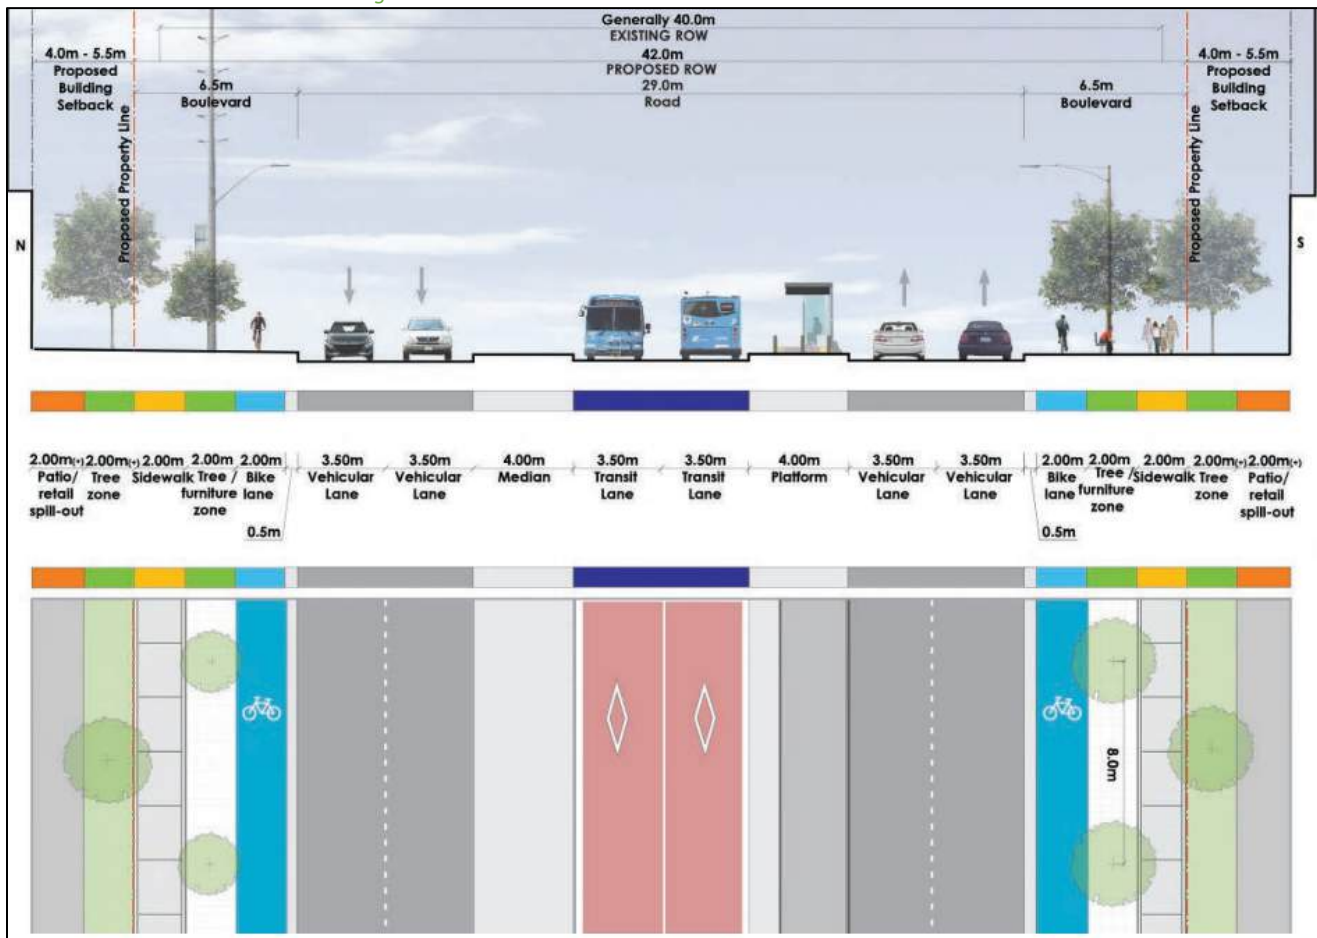 Generally 40.0m
EXISTING ROW
4.0m - 5.5m
Proposed
Building
Setback
42.0m
PROPOSED ROW
4.0m - 5.5m
Proposed
Building
Setback
6.5m
Boulevard
29.0m
Road
6.5m
Boulevard
Proposed Property Line
Proposed Property Line
N
S
2.00m(+)
Patio/
retail
spill-out
2.00m(+)
Tree
zone
2.00m
Sidewalk
2.00m
Tree /
furniture
zone
2.00m
Bike
lane
0.5m
3.50m
Vehicular
Lane
3.50m
Vehicular
Lane
4.00m
Median
3.50m
Transit
Lane
3.50m
Transit
Lane
4.00m
Platform
3.50m
Vehicular
Lane
3.50m
Vehicular
Lane
2.00m
Bike
lane
0.5m
2.00m
Tree /
furniture
zone
2.00m
Sidewalk
2.00m(+)
Tree
zone
2.00m(+)
Patio/
retail
spill-out
8.0m